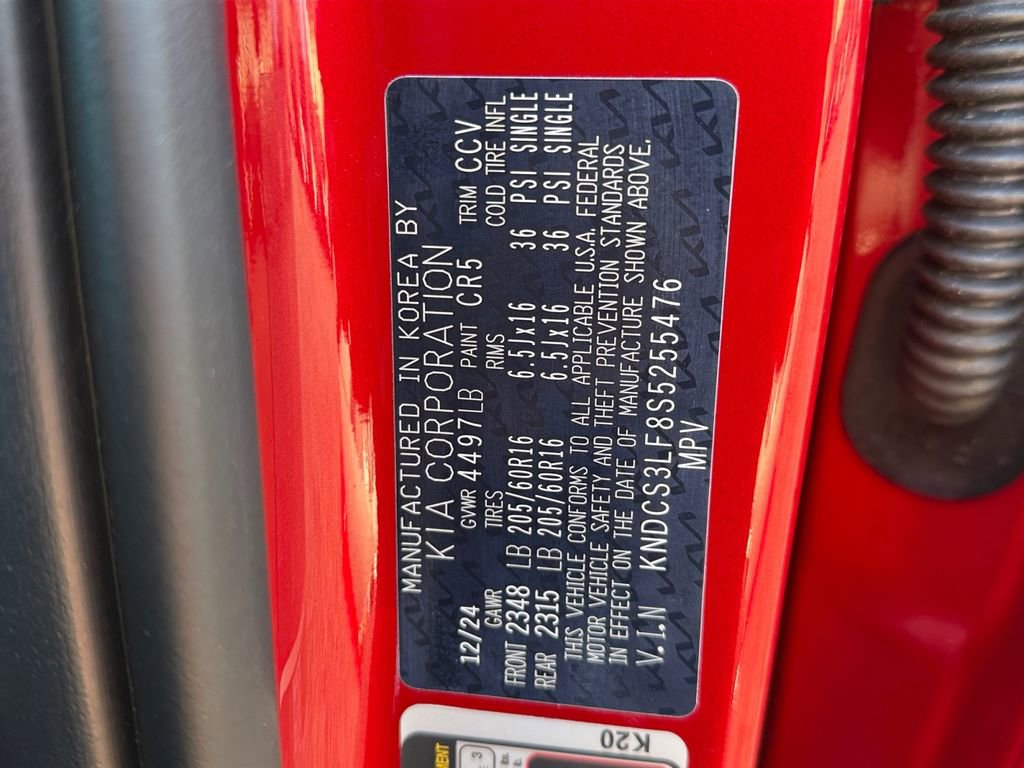 MANUFACTURED IN KOREA BY
KIA CORPORATION
12/24 GVWR 4497LB PAINT CR5 TRIM CCV
GAWR TIRES RIMS COLD TIRE INFL.
FRONT 2348 LB 205/60R16 6.5Jx16 36 PSI SINGLE
REAR 2315 LB 205/60R16 6.5Jx16 36 PSI SINGLE
THIS VEHICLE CONFORMS TO ALL APPLICABLE U.S.A. FEDERAL
MOTOR VEHICLE SAFETY AND THEFT PREVENTION STANDARDS
IN EFFECT ON THE DATE OF MANUFACTURE SHOWN ABOVE.
V.I.N KNDCS3LF8S5255476
MPV
K20